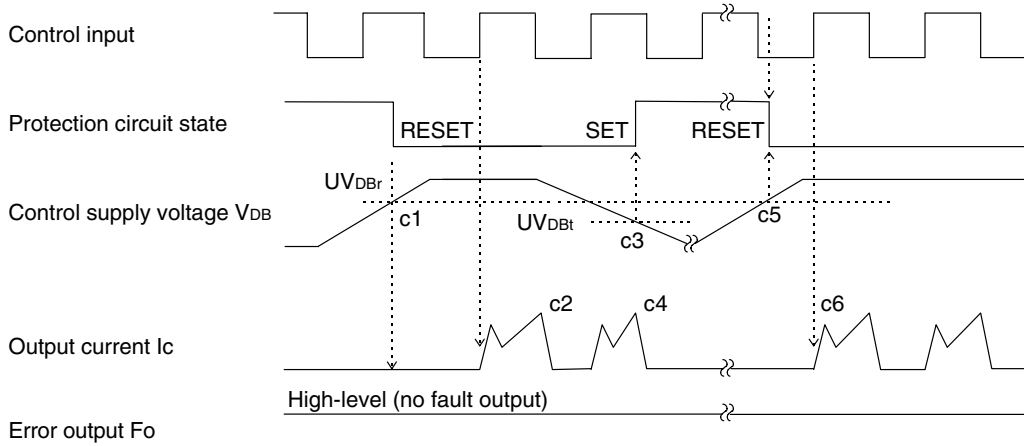 Control input
Protection circuit state
RESET
SET
RESET
UVDBr
Control supply voltage VDB
c1
UVDBt
c3
c5
c2
c4
c6
Output current Ic
High-level (no fault output)
Error output Fo